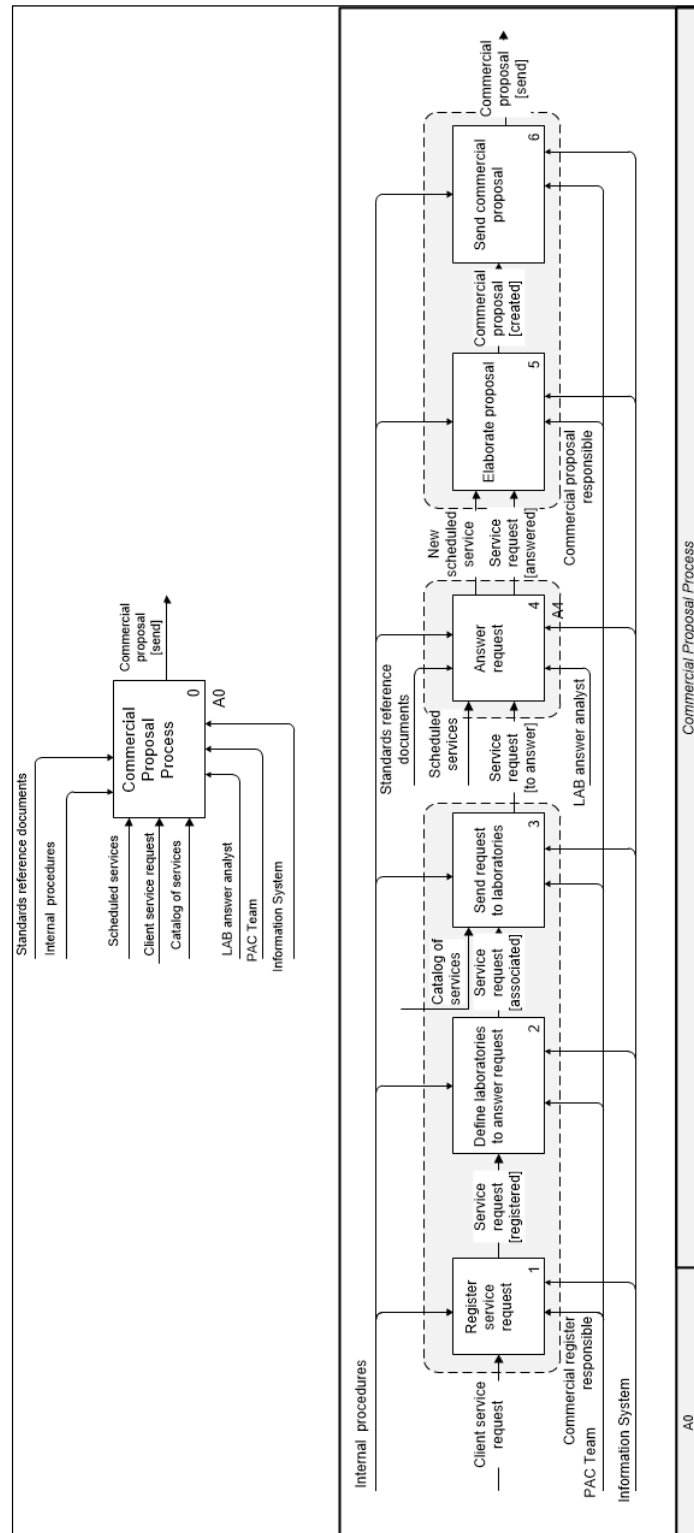 Standards reference documents
Internal procedures
Scheduled services
Client service request
Catalog of services
LAB answer analyst
PAC Team
Information System
Commercial
Proposal
Process
0
A0
Commercial
proposal
[send]
Internal procedures
Client service
request
Commercial register
responsible
PAC Team
Information System
Register
service
request
1
Service
request
[registered]
Define laboratories
to answer request
2
Catalog of
services
Service
request
[associated]
Send request
to laboratories
3
Standards reference
documents
Scheduled
services
Service
request
[to answer]
LAB answer analyst
Answer
request
4
A4
New
scheduled
service
Service
request
[answered]
Commercial proposal
responsible
Elaborate proposal
5
Commercial
proposal
[created]
Send commercial
proposal
6
Commercial
proposal
[send]
A0
Commercial Proposal Process